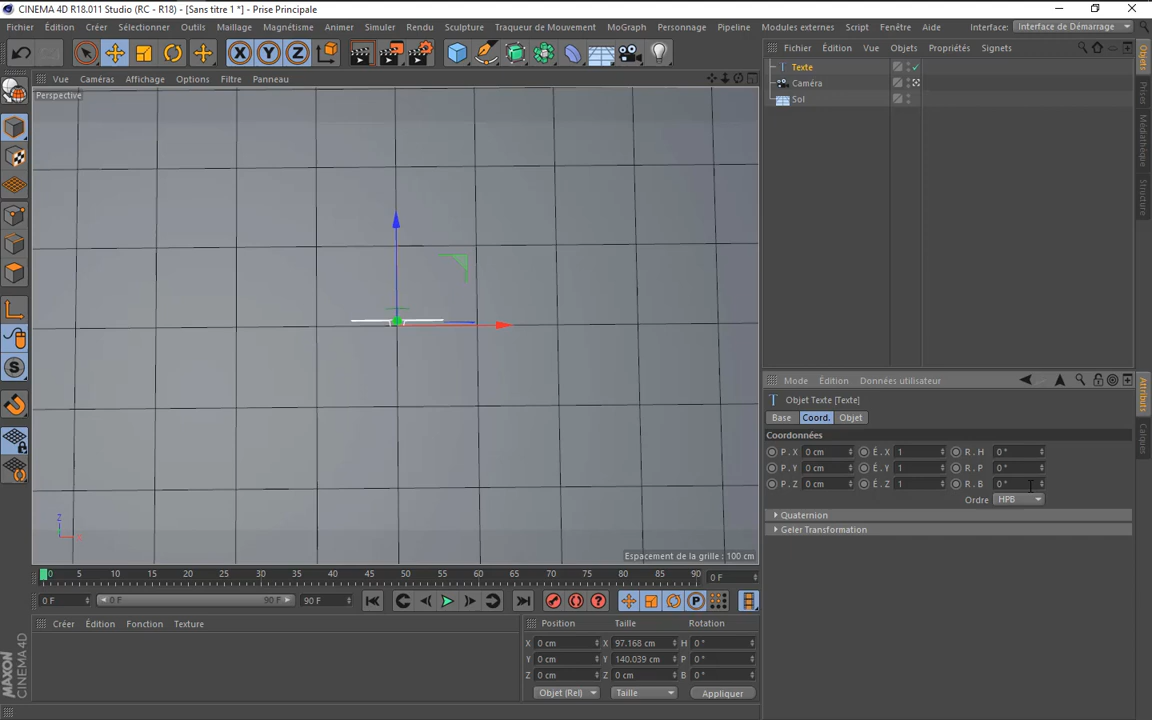 CINEMA 4D R18.011 Studio (RC - R18) - [Sans titre 1 *] - Prise Principale
Fichier Édition Créer Sélectionner Outils Maillage Magnétisme Animer Simuler Rendu Sculpture Traqueur de Mouvement MoGraph Personnage Pipeline Modules externes Script Fenêtre Aide Interface: Interface de Démarrage
X Y Z
Vue Caméras Affichage Options Filtre Panneau
Perspective
Z
Espacement de la grille : 100 cm
Fichier Édition Vue Objets Propriétés Signets
Texte
Caméra
Sol
Objets
Prises
Médiathèque
Structure
Mode Édition Données utilisateur
Objet Texte [Texte]
Base Coord. Objet
Coordonnées
P . X 0 cm É . X 1 R . H 0 °
P . Y 0 cm É . Y 1 R . P 0 °
P . Z 0 cm É . Z 1 R . B 0 °
Ordre HPB
Quaternion
Geler Transformation
Attributs
Calques
0 5 10 15 20 25 30 35 40 45 50 55 60 65 70 75 80 85 90 0 F
0 F 0 F 90 F 90 F
P
Créer Édition Fonction Texture
Position Taille Rotation
X 0 cm X 97.168 cm H 0 °
Y 0 cm Y 140.039 cm P 0 °
Z 0 cm Z 0 cm B 0 °
Objet (Rel) Taille Appliquer
MAXON
CINEMA 4D